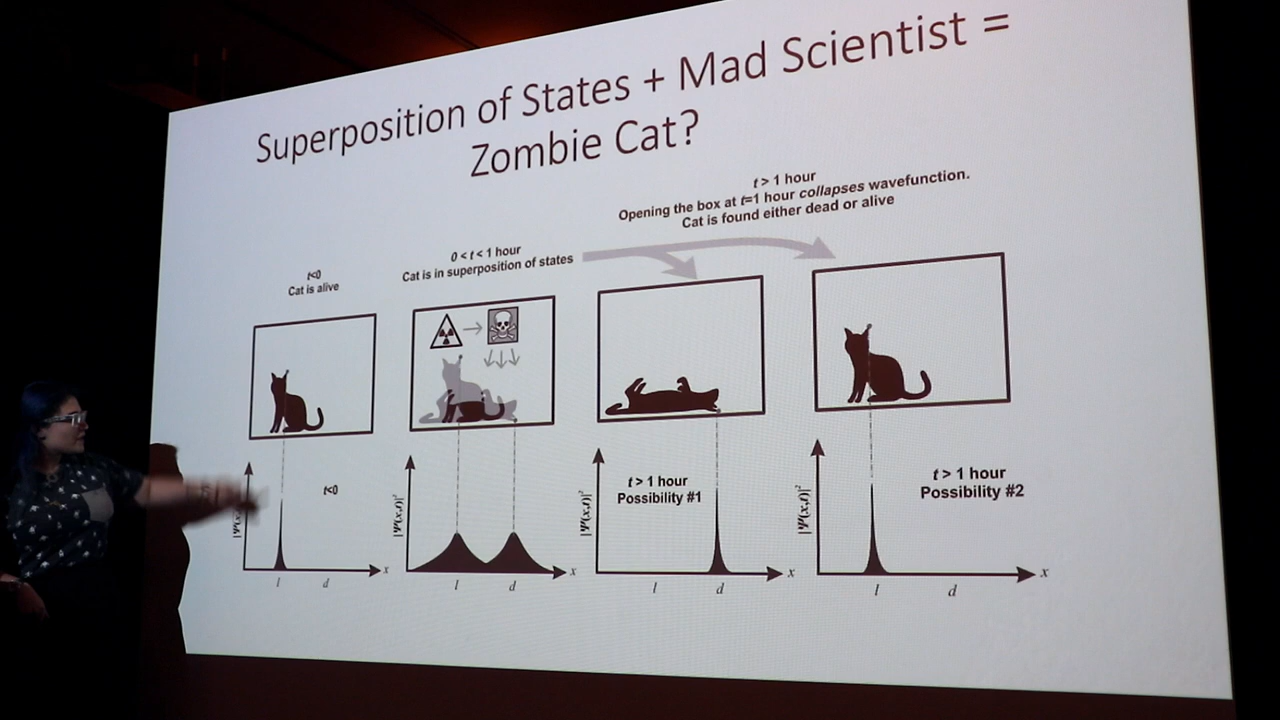 Superposition of States + Mad Scientist =
Zombie Cat?
t > 1 hour
Opening the box at t=1 hour collapses wavefunction.
Cat is found either dead or alive
0 < t < 1 hour
Cat is in superposition of states
t<0
Cat is alive
|Ψ(x,t)|²
t<0
l
d
x
|Ψ(x,t)|²
l
d
x
|Ψ(x,t)|²
t > 1 hour
Possibility #1
l
d
x
|Ψ(x,t)|²
t > 1 hour
Possibility #2
l
d
x